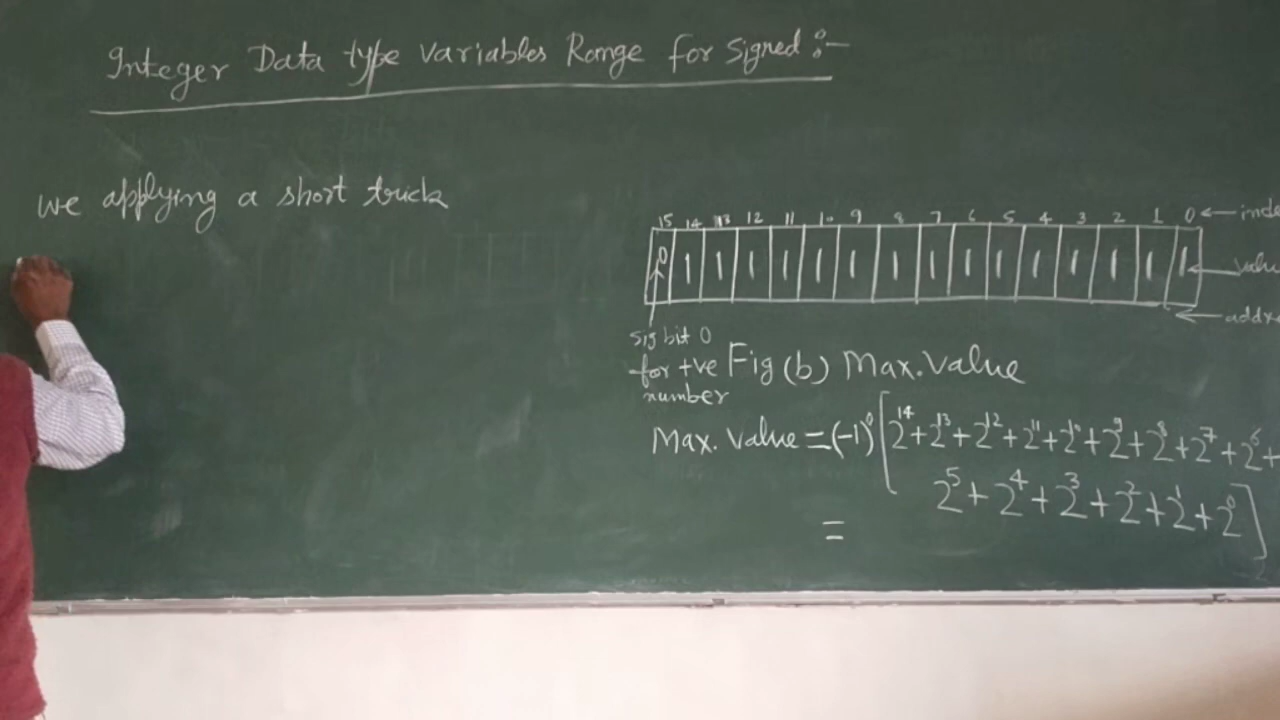 Integer Data type variables Range for Signed :-
we applying a short trick
15 14 13 12 11 10 9 8 7 6 5 4 3 2 1 0 ←
0 1 1 1 1 1 1 1 1 1 1 1 1 1 1 1 ←
←
sig bit 0
for +ve Fig (b) Max. Value
number
Max. Value = (-1)⁰ [2¹⁴+2¹³+2¹²+2¹¹+2¹⁰+2⁹+2⁸+2⁷+2⁶+
2⁵+2⁴+2³+2²+2¹+2⁰]
=